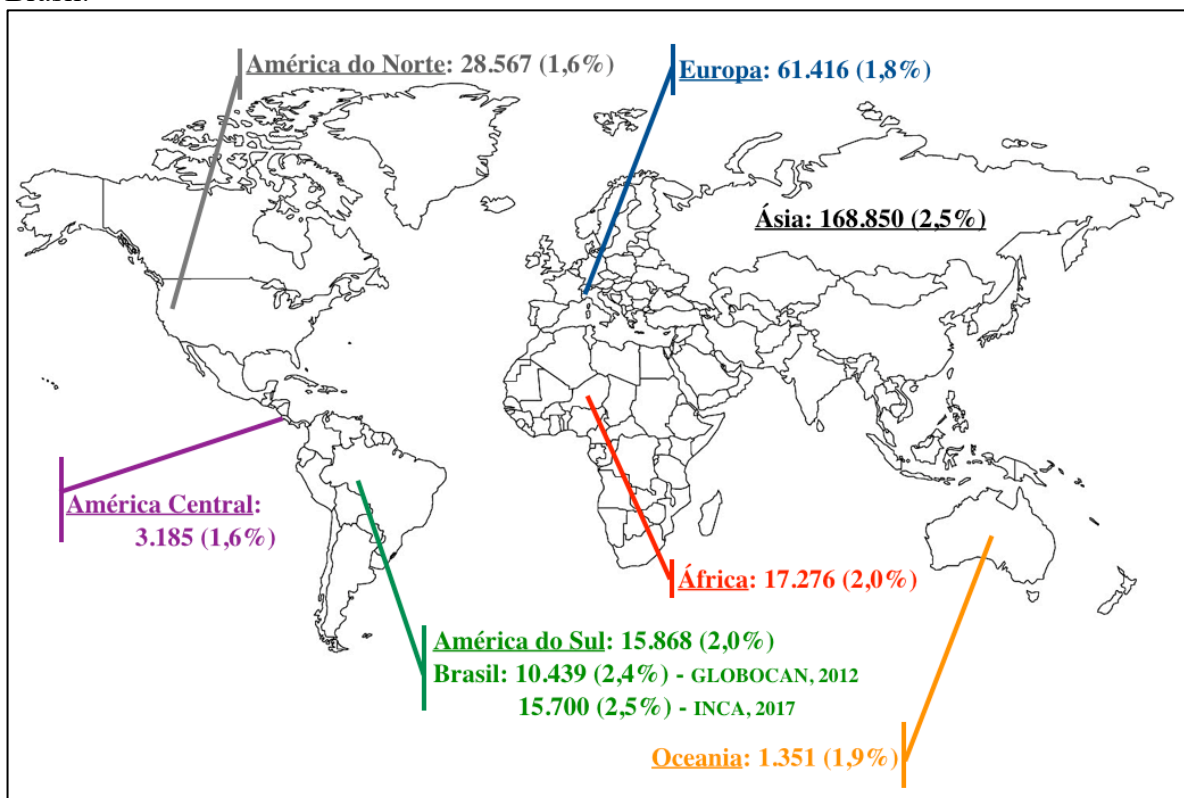 América do Norte: 28.567 (1,6%)
Europa: 61.416 (1,8%)
Ásia: 168.850 (2,5%)
América Central:
3.185 (1,6%)
África: 17.276 (2,0%)
América do Sul: 15.868 (2,0%)
Brasil: 10.439 (2,4%) - GLOBOCAN, 2012
15.700 (2,5%) - INCA, 2017
Oceania: 1.351 (1,9%)